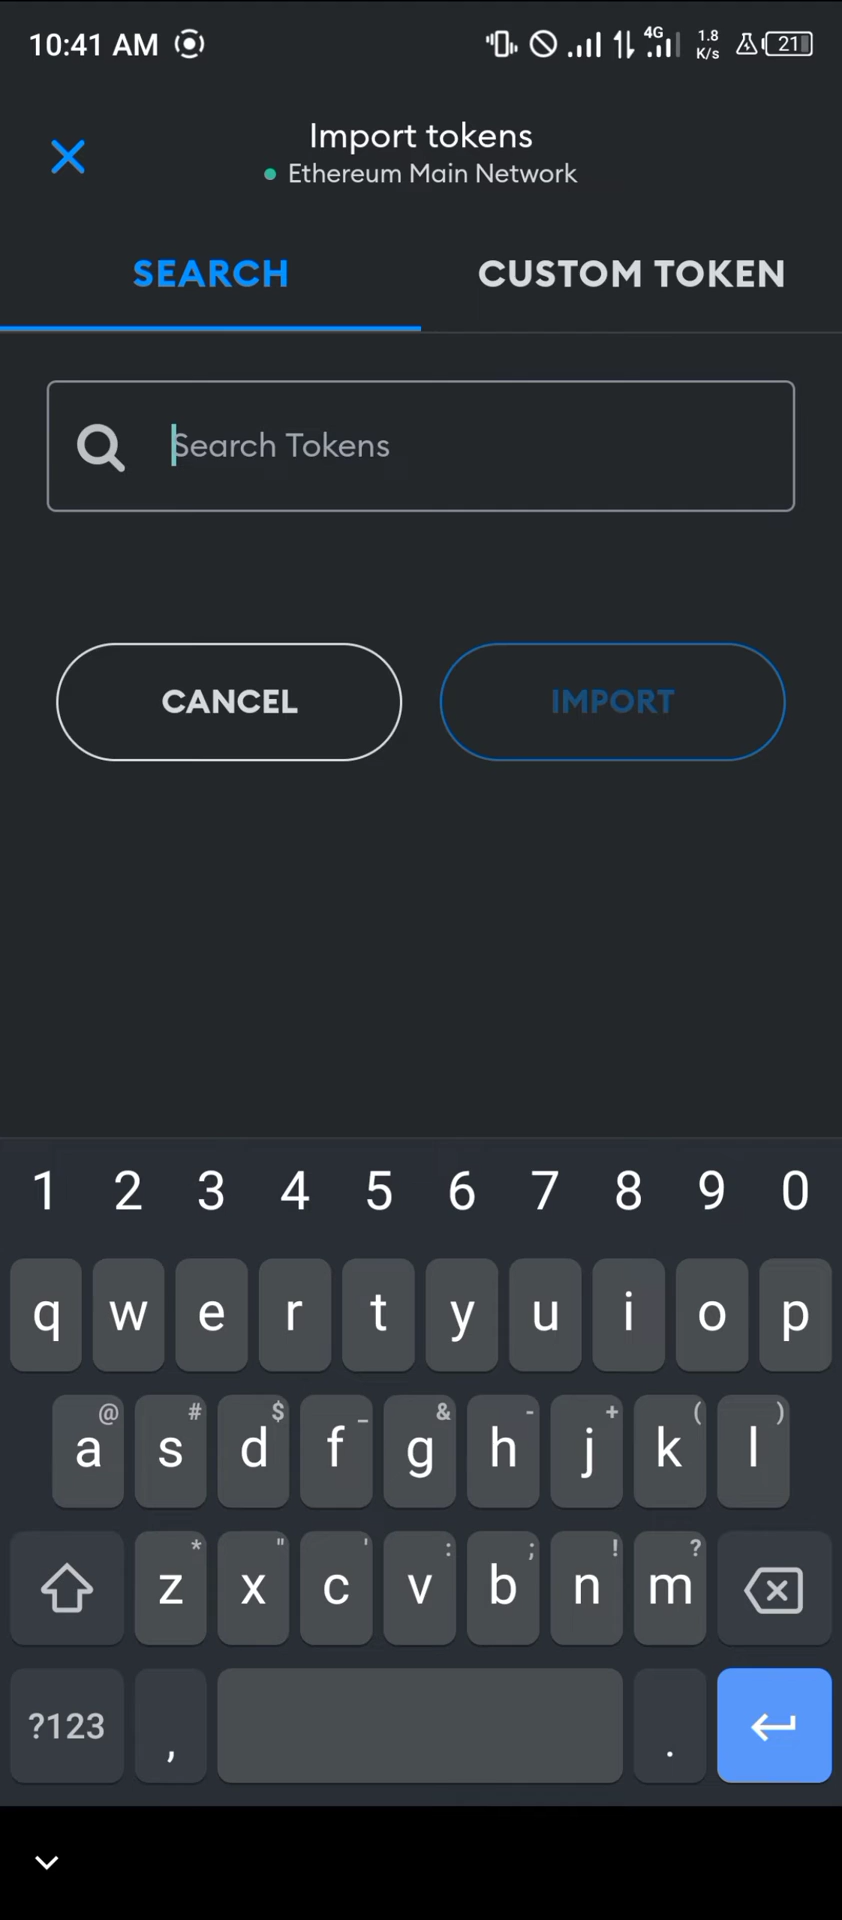 10:41 AM 4G 1.8 K/s 21
Import tokens
Ethereum Main Network
SEARCH CUSTOM TOKEN
Search Tokens
CANCEL IMPORT
1 2 3 4 5 6 7 8 9 0
q w e r t y u i o p
@ # $ _ & - + ( )
a s d f g h j k l
* " ' : ; ! ?
z x c v b n m
?123 , .